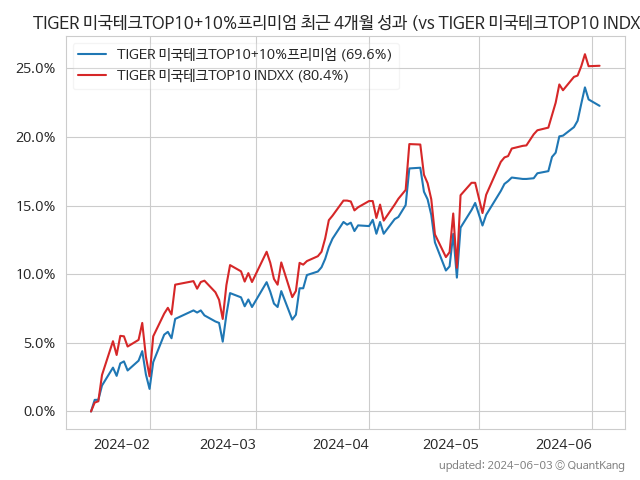 TIGER 미국테크TOP10+10%프리미엄 최근 4개월 성과 (vs TIGER 미국테크TOP10 INDX
TIGER 미국테크TOP10+10%프리미엄 (69.6%)
TIGER 미국테크TOP10 INDXX (80.4%)
25.0%
20.0%
15.0%
10.0%
5.0%
0.0%
2024-02 2024-03 2024-04 2024-05 2024-06
updated: 2024-06-03 © QuantKang